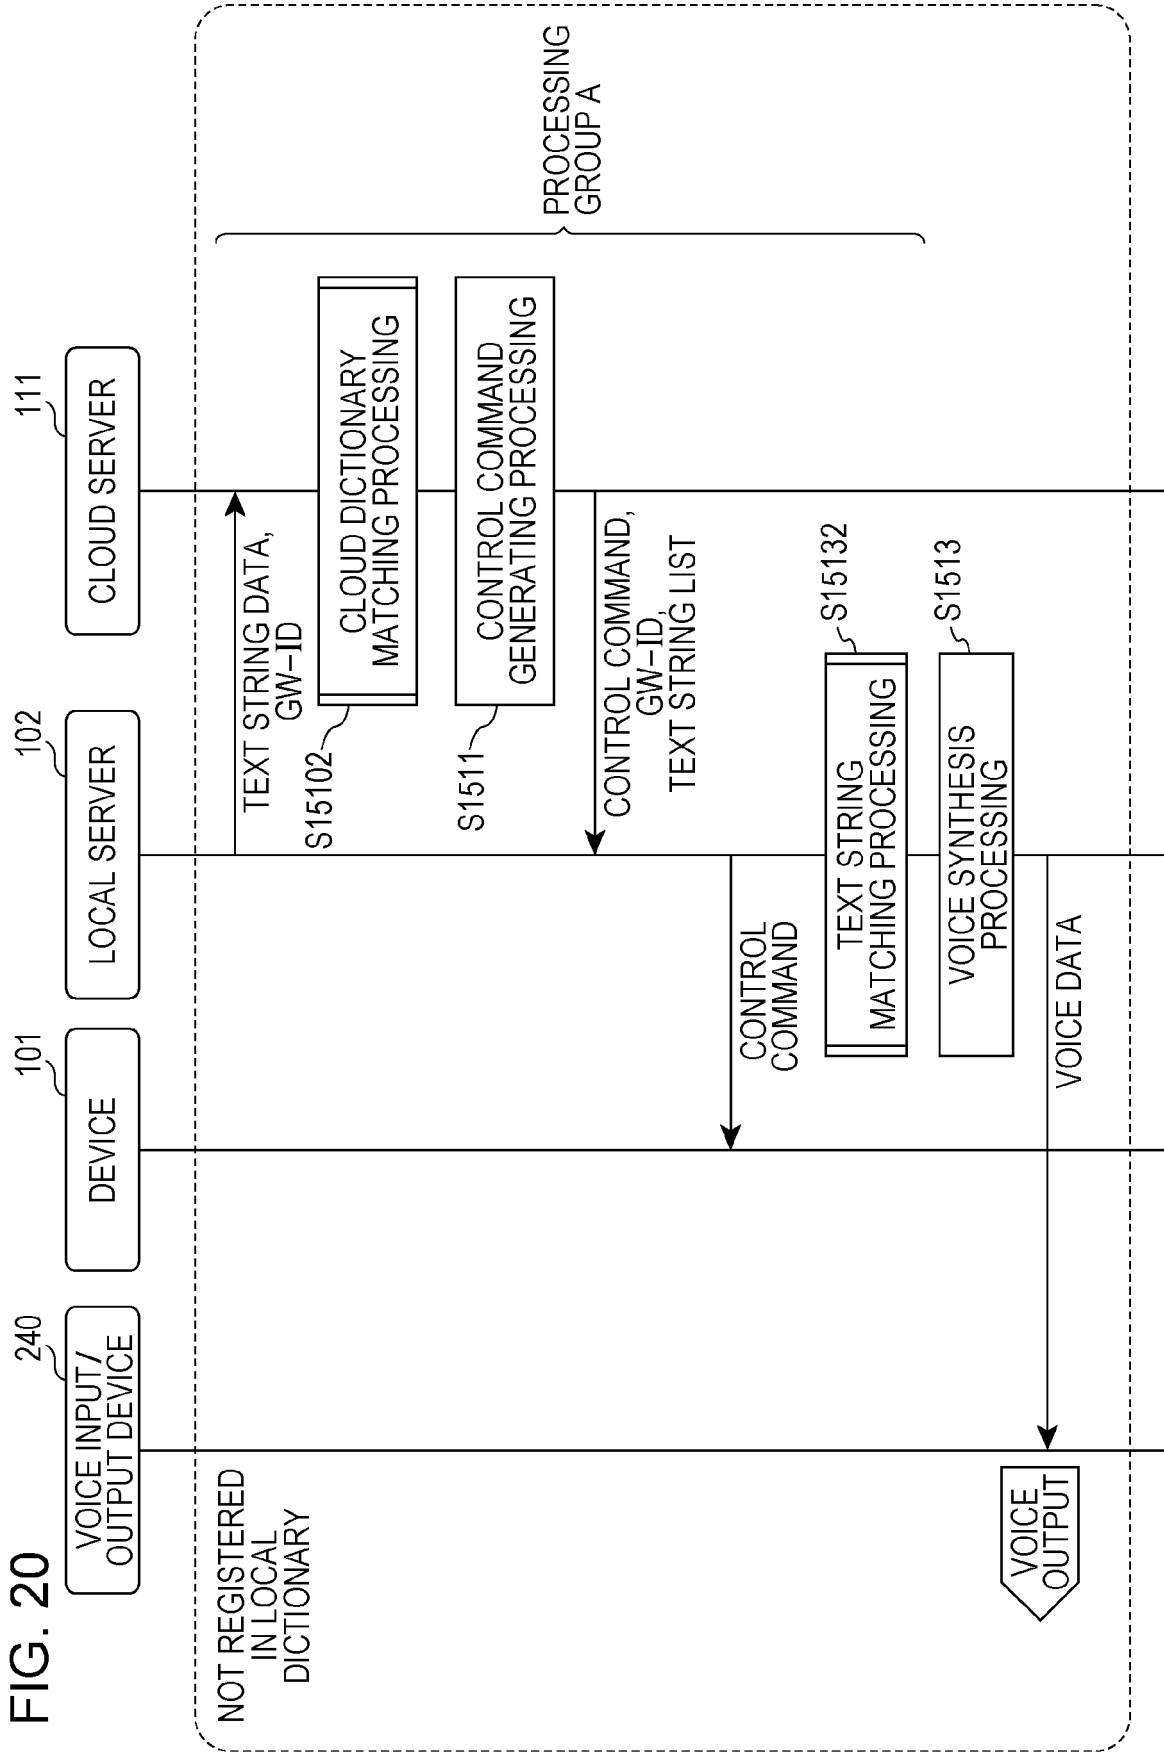 FIG. 20
240
VOICE INPUT/
OUTPUT DEVICE
101
DEVICE
102
LOCAL SERVER
111
CLOUD SERVER
NOT REGISTERED
IN LOCAL
DICTIONARY
TEXT STRING DATA,
GW-ID
S15102
CLOUD DICTIONARY
MATCHING PROCESSING
S1511
CONTROL COMMAND
GENERATING PROCESSING
PROCESSING
GROUP A
CONTROL COMMAND,
GW-ID,
TEXT STRING LIST
CONTROL
COMMAND
TEXT STRING
MATCHING PROCESSING
S15132
VOICE SYNTHESIS
PROCESSING
S1513
VOICE DATA
VOICE
OUTPUT